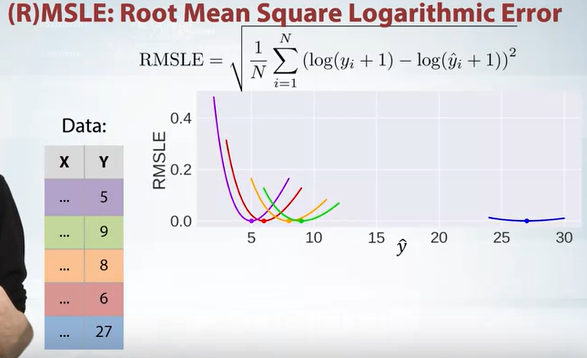 (R)MSLE: Root Mean Square Logarithmic Error
RMSLE = √(1/N ∑_{i=1}^{N} (log(y_i + 1) − log(ŷ_i + 1))²)
Data:
X Y
... 5
... 9
... 8
... 6
... 27
RMSLE
0.4
0.2
0.0
5 10 15 20 25 30
ŷ